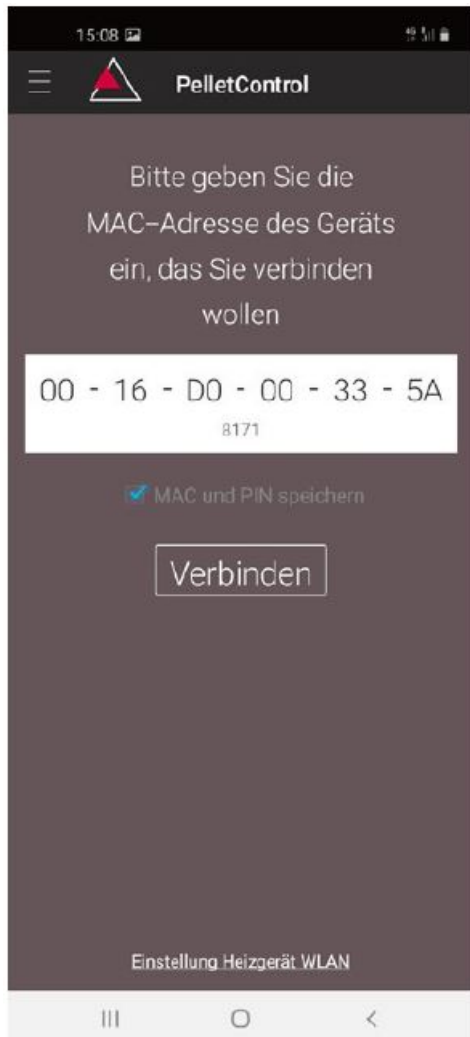 15:08
PelletControl
Bitte geben Sie die
MAC-Adresse des Geräts
ein, das Sie verbinden
wollen
00 - 16 - D0 - 00 - 33 - 5A
8171
MAC und PIN speichern
Verbinden
Einstellung Heizgerät WLAN